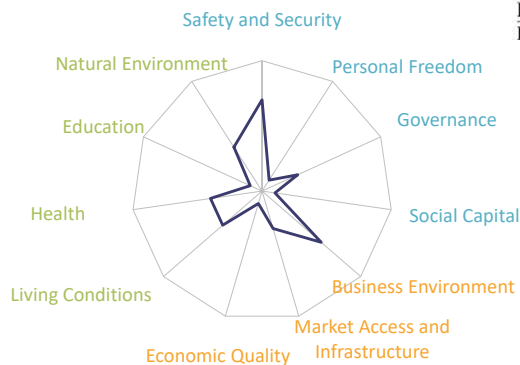 Safety and Security
Natural Environment
Personal Freedom
Education
Governance
Health
Social Capital
Living Conditions
Business Environment
Market Access and
Infrastructure
Economic Quality